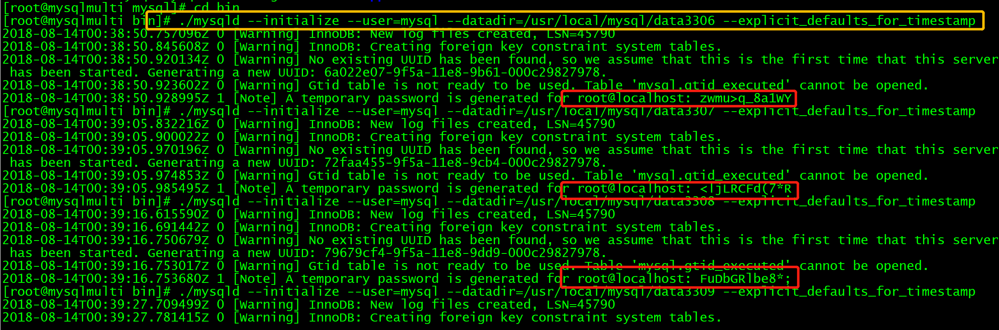 [root@mysqlmulti mysql]# cd bin
[root@mysqlmulti bin]# ./mysqld --initialize --user=mysql --datadir=/usr/local/mysql/data3306 --explicit_defaults_for_timestamp
2018-08-14T00:38:50.757096Z 0 [Warning] InnoDB: New log files created, LSN=45790
2018-08-14T00:38:50.845608Z 0 [Warning] InnoDB: Creating foreign key constraint system tables.
2018-08-14T00:38:50.920134Z 0 [Warning] No existing UUID has been found, so we assume that this is the first time that this server
 has been started. Generating a new UUID: 6a022e07-9f5a-11e8-9b61-000c29827978.
2018-08-14T00:38:50.923602Z 0 [Warning] Gtid table is not ready to be used. Table 'mysql.gtid_executed' cannot be opened.
2018-08-14T00:38:50.928995Z 1 [Note] A temporary password is generated for root@localhost: zwmu>q_8a1WY
[root@mysqlmulti bin]# ./mysqld --initialize --user=mysql --datadir=/usr/local/mysql/data3307 --explicit_defaults_for_timestamp
2018-08-14T00:39:05.832216Z 0 [Warning] InnoDB: New log files created, LSN=45790
2018-08-14T00:39:05.900022Z 0 [Warning] InnoDB: Creating foreign key constraint system tables.
2018-08-14T00:39:05.970196Z 0 [Warning] No existing UUID has been found, so we assume that this is the first time that this server
 has been started. Generating a new UUID: 72faa455-9f5a-11e8-9cb4-000c29827978.
2018-08-14T00:39:05.974853Z 0 [Warning] Gtid table is not ready to be used. Table 'mysql.gtid_executed' cannot be opened.
2018-08-14T00:39:05.985495Z 1 [Note] A temporary password is generated for root@localhost: <ljLRCFd(7*R
[root@mysqlmulti bin]# ./mysqld --initialize --user=mysql --datadir=/usr/local/mysql/data3308 --explicit_defaults_for_timestamp
2018-08-14T00:39:16.615590Z 0 [Warning] InnoDB: New log files created, LSN=45790
2018-08-14T00:39:16.691442Z 0 [Warning] InnoDB: Creating foreign key constraint system tables.
2018-08-14T00:39:16.750679Z 0 [Warning] No existing UUID has been found, so we assume that this is the first time that this server
 has been started. Generating a new UUID: 79679cf4-9f5a-11e8-9dd9-000c29827978.
2018-08-14T00:39:16.753017Z 0 [Warning] Gtid table is not ready to be used. Table 'mysql.gtid_executed' cannot be opened.
2018-08-14T00:39:16.753680Z 1 [Note] A temporary password is generated for root@localhost: FuDbGRlbe8*;
[root@mysqlmulti bin]# ./mysqld --initialize --user=mysql --datadir=/usr/local/mysql/data3309 --explicit_defaults_for_timestamp
2018-08-14T00:39:27.709499Z 0 [Warning] InnoDB: New log files created, LSN=45790
2018-08-14T00:39:27.781415Z 0 [Warning] InnoDB: Creating foreign key constraint system tables.